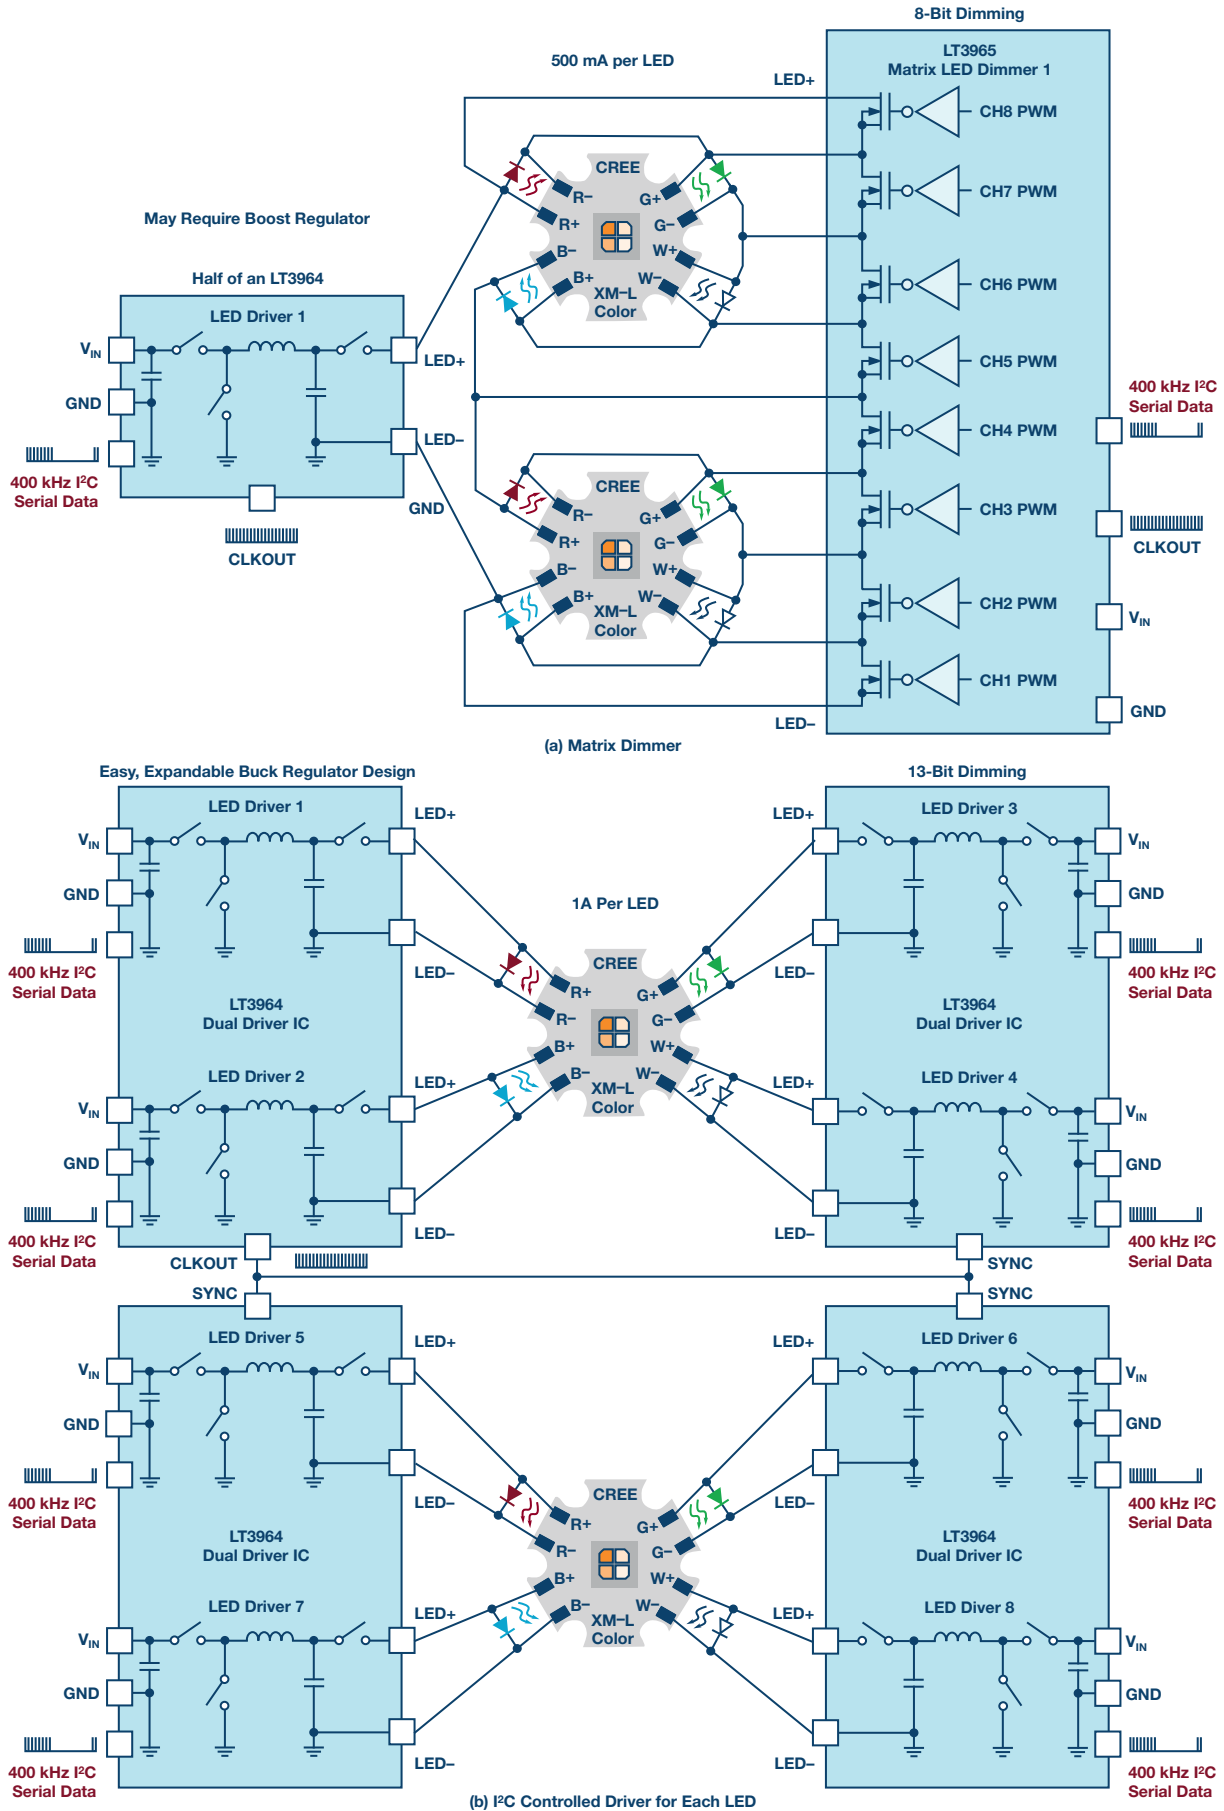 8-Bit Dimming
LT3965
Matrix LED Dimmer 1
500 mA per LED
LED+
CH8 PWM
CREE
R–
R+
B–
B+
G+
G–
W+
W–
XM–L
Color
CH7 PWM
May Require Boost Regulator
Half of an LT3964
LED Driver 1
CH6 PWM
VIN
LED+
CH5 PWM
GND
400 kHz I²C
Serial Data
CH4 PWM
LED–
400 kHz I²C
Serial Data
GND
CLKOUT
CREE
R–
R+
B–
B+
G+
G–
W+
W–
XM–L
Color
CH3 PWM
CLKOUT
CH2 PWM
VIN
CH1 PWM
GND
LED–
(a) Matrix Dimmer
Easy, Expandable Buck Regulator Design
13-Bit Dimming
LED Driver 1
LED+
VIN
GND
LED–
400 kHz I²C
Serial Data
LT3964
Dual Driver IC
LED Driver 2
LED+
VIN
GND
LED–
400 kHz I²C
Serial Data
CLKOUT
1A Per LED
CREE
R+
R–
B+
B–
G+
G–
W+
W–
XM–L
Color
LED+
LED Driver 3
VIN
GND
LED–
400 kHz I²C
Serial Data
LT3964
Dual Driver IC
LED+
LED Driver 4
VIN
GND
LED–
400 kHz I²C
Serial Data
SYNC
SYNC
SYNC
LED Driver 5
LED+
VIN
GND
LED–
400 kHz I²C
Serial Data
LT3964
Dual Driver IC
LED Driver 7
LED+
VIN
GND
LED–
400 kHz I²C
Serial Data
CREE
R+
R–
B+
B–
G+
G–
W+
W–
XM–L
Color
LED+
LED Driver 6
VIN
GND
LED–
400 kHz I²C
Serial Data
LT3964
Dual Driver IC
LED+
LED Diver 8
VIN
GND
LED–
400 kHz I²C
Serial Data
(b) I²C Controlled Driver for Each LED